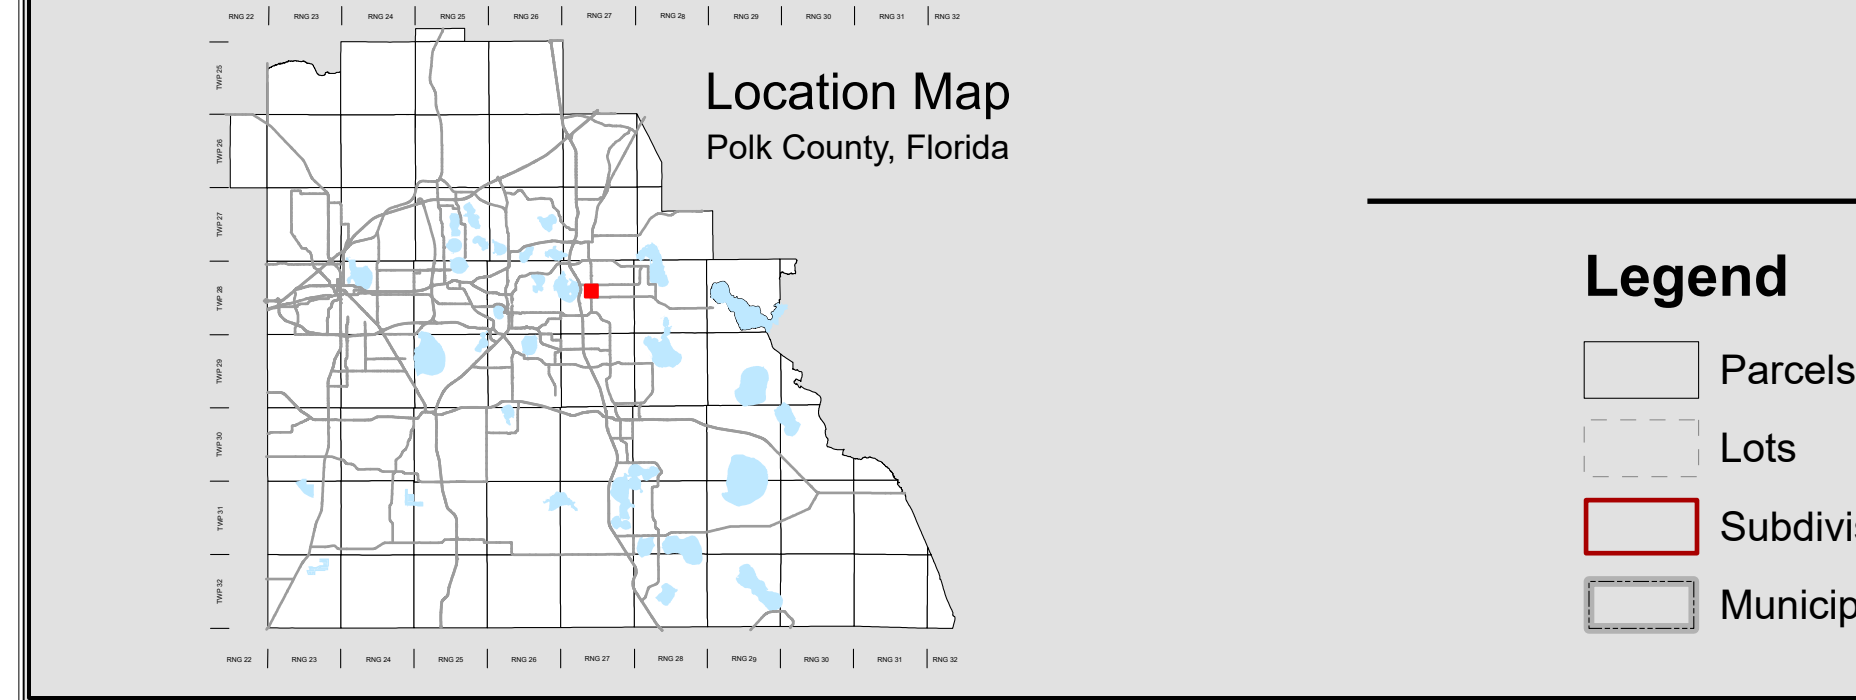 RNG 22 RNG 23 RNG 24 RNG 25 RNG 26 RNG 27 RNG 28 RNG 29 RNG 30 RNG 31 RNG 32
TWP 25
TWP 26
TWP 27
TWP 28
TWP 29
TWP 30
TWP 31
TWP 32
Location Map
Polk County, Florida
RNG 22 RNG 23 RNG 24 RNG 25 RNG 26 RNG 27 RNG 28 RNG 29 RNG 30 RNG 31 RNG 32
Legend
Parcels
Lots
Subdivis
Municip